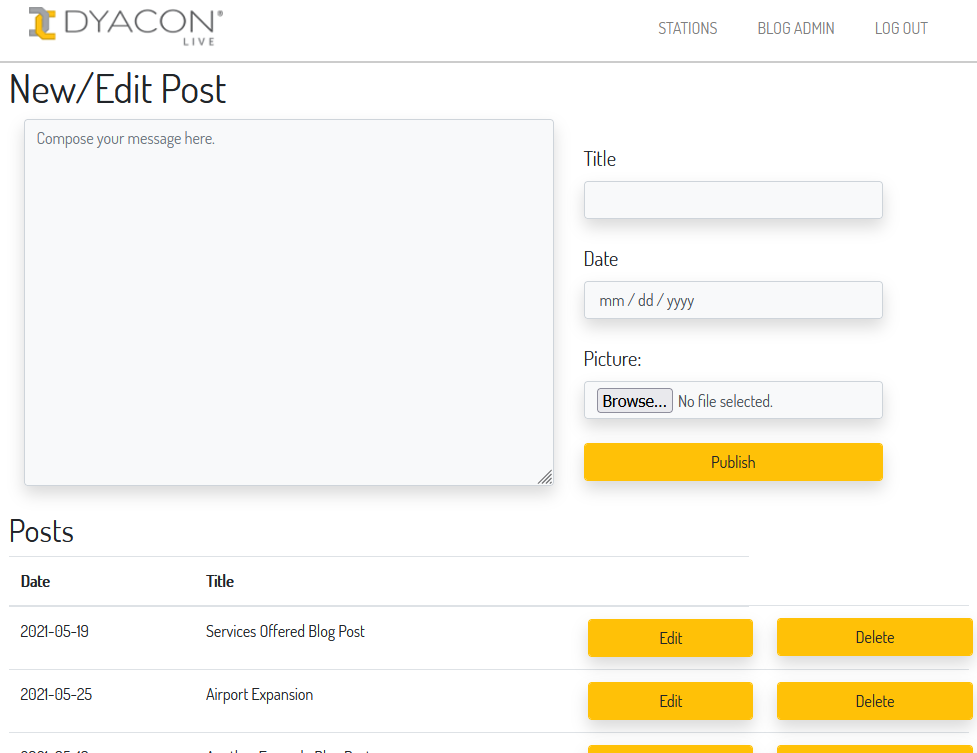 DYACON®
LIVE
STATIONS BLOG ADMIN LOG OUT
New/Edit Post
Compose your message here.
Title
Date
mm / dd / yyyy
Picture:
Browse... No file selected.
Publish
Posts
Date Title
2021-05-19 Services Offered Blog Post Edit Delete
2021-05-25 Airport Expansion Edit Delete